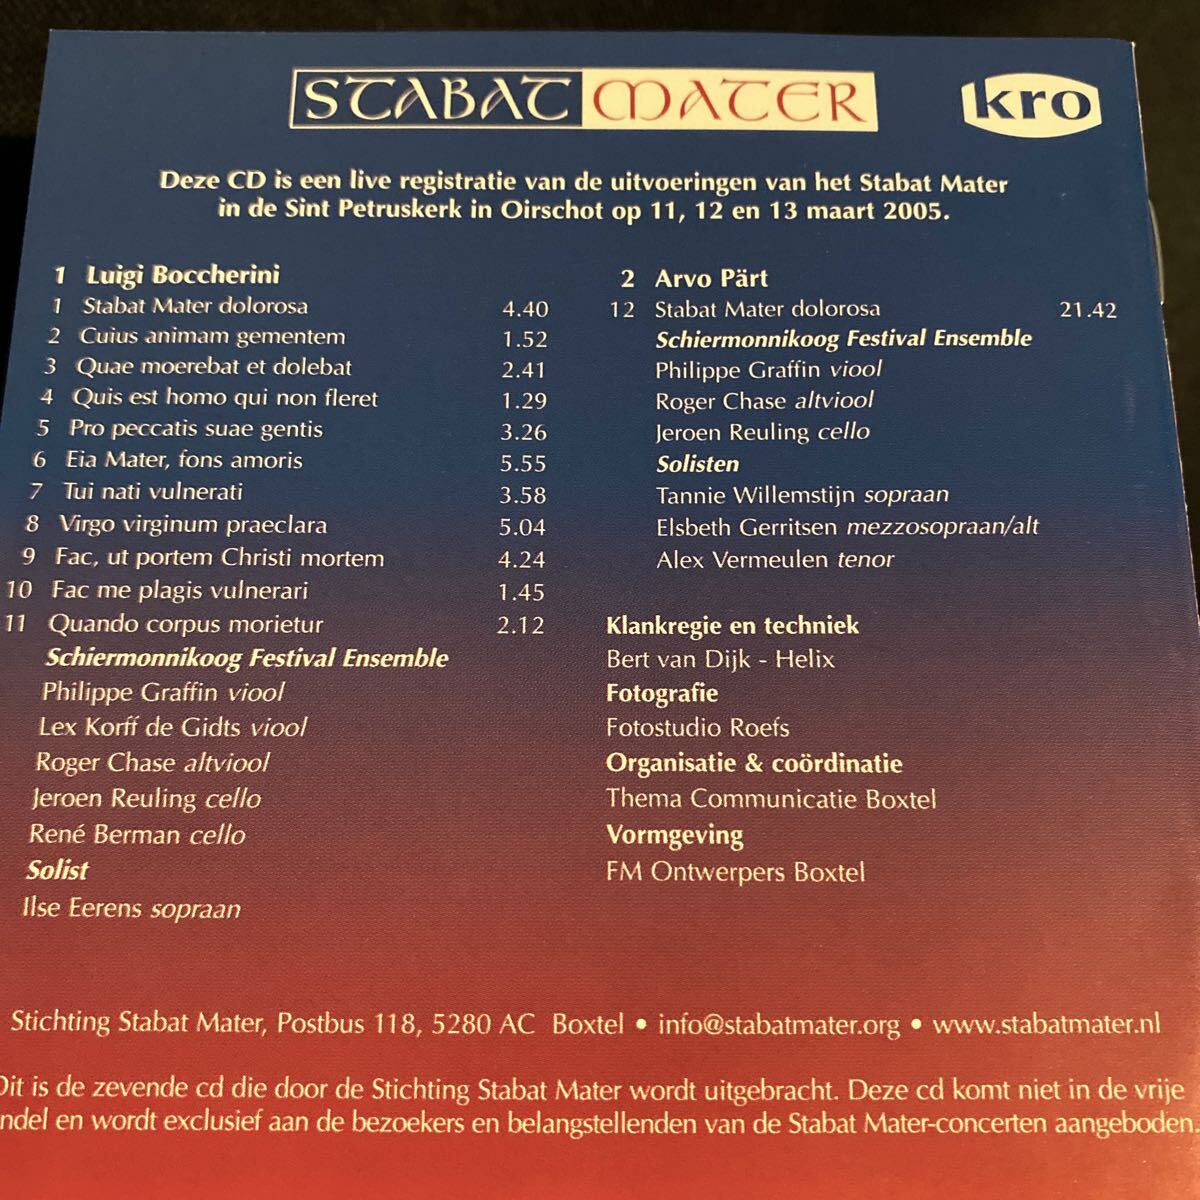 STABAT MATER
kro
Deze CD is een live registratie van de uitvoeringen van het Stabat Mater
in de Sint Petruskerk in Oirschot op 11, 12 en 13 maart 2005.
1 Luigi Boccherini
1 Stabat Mater dolorosa 4.40
2 Cuius animam gementem 1.52
3 Quae moerebat et dolebat 2.41
4 Quis est homo qui non fleret 1.29
5 Pro peccatis suae gentis 3.26
6 Eia Mater, fons amoris 5.55
7 Tui nati vulnerati 3.58
8 Virgo virginum praeclara 5.04
9 Fac, ut portem Christi mortem 4.24
10 Fac me plagis vulnerari 1.45
11 Quando corpus morietur 2.12
Schiermonnikoog Festival Ensemble
Philippe Graffin viool
Lex Korff de Gidts viool
Roger Chase altviool
Jeroen Reuling cello
René Berman cello
Solist
Ilse Eerens sopraan
2 Arvo Pärt
12 Stabat Mater dolorosa 21.42
Schiermonnikoog Festival Ensemble
Philippe Graffin viool
Roger Chase altviool
Jeroen Reuling cello
Solisten
Tannie Willemstijn sopraan
Elsbeth Gerritsen mezzosopraan/alt
Alex Vermeulen tenor
Klankregie en techniek
Bert van Dijk - Helix
Fotografie
Fotostudio Roefs
Organisatie & coördinatie
Thema Communicatie Boxtel
Vormgeving
FM Ontwerpers Boxtel
Stichting Stabat Mater, Postbus 118, 5280 AC Boxtel • info@stabatmater.org • www.stabatmater.nl
Dit is de zevende cd die door de Stichting Stabat Mater wordt uitgebracht. Deze cd komt niet in de vrije
ndel en wordt exclusief aan de bezoekers en belangstellenden van de Stabat Mater-concerten aangeboden.